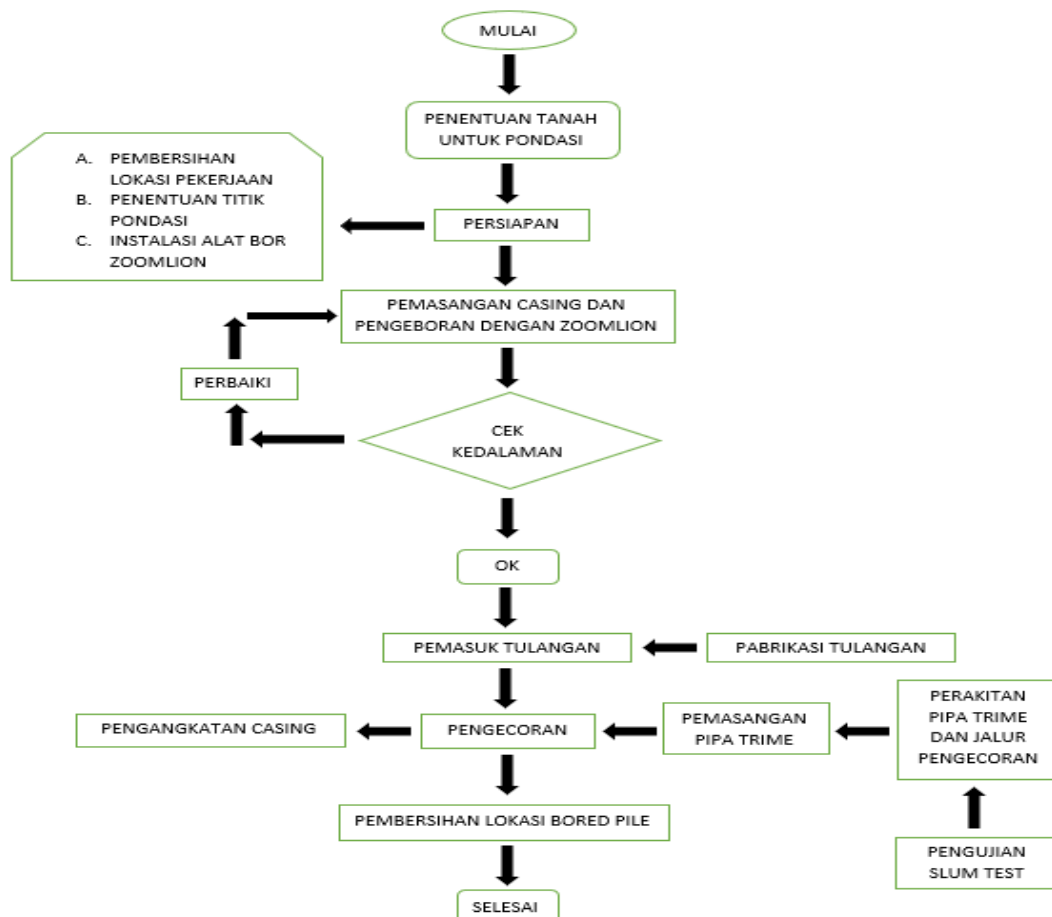 MULAI
PENENTUAN TANAH
UNTUK PONDASI
A. PEMBERSIHAN
LOKASI PEKERJAAN
B. PENENTUAN TITIK
PONDASI
C. INSTALASI ALAT BOR
ZOOMLION
PERSIAPAN
PEMASANGAN CASING DAN
PENGEBORAN DENGAN ZOOMLION
PERBAIKI
CEK
KEDALAMAN
OK
PEMASUK TULANGAN
PABRIKASI TULANGAN
PENGANGKATAN CASING
PENGECORAN
PEMASANGAN
PIPA TRIME
PERAKITAN
PIPA TRIME
DAN JALUR
PENGECORAN
PEMBERSIHAN LOKASI BORED PILE
PENGUJIAN
SLUM TEST
SELESAI